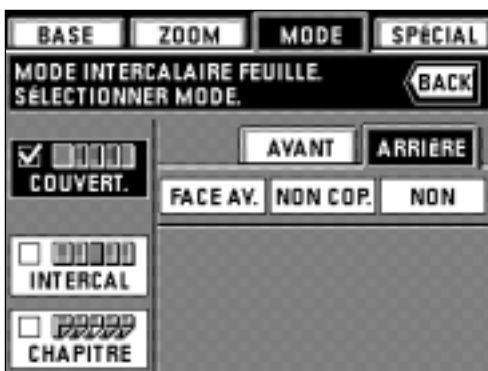 BASE ZOOM MODE SPÉCIAL
MODE INTERCALAIRE FEUILLE.
SÉLECTIONNER MODE.
BACK
AVANT ARRIÈRE
COUVERT.
FACE AV. NON COP. NON
INTERCAL
CHAPITRE